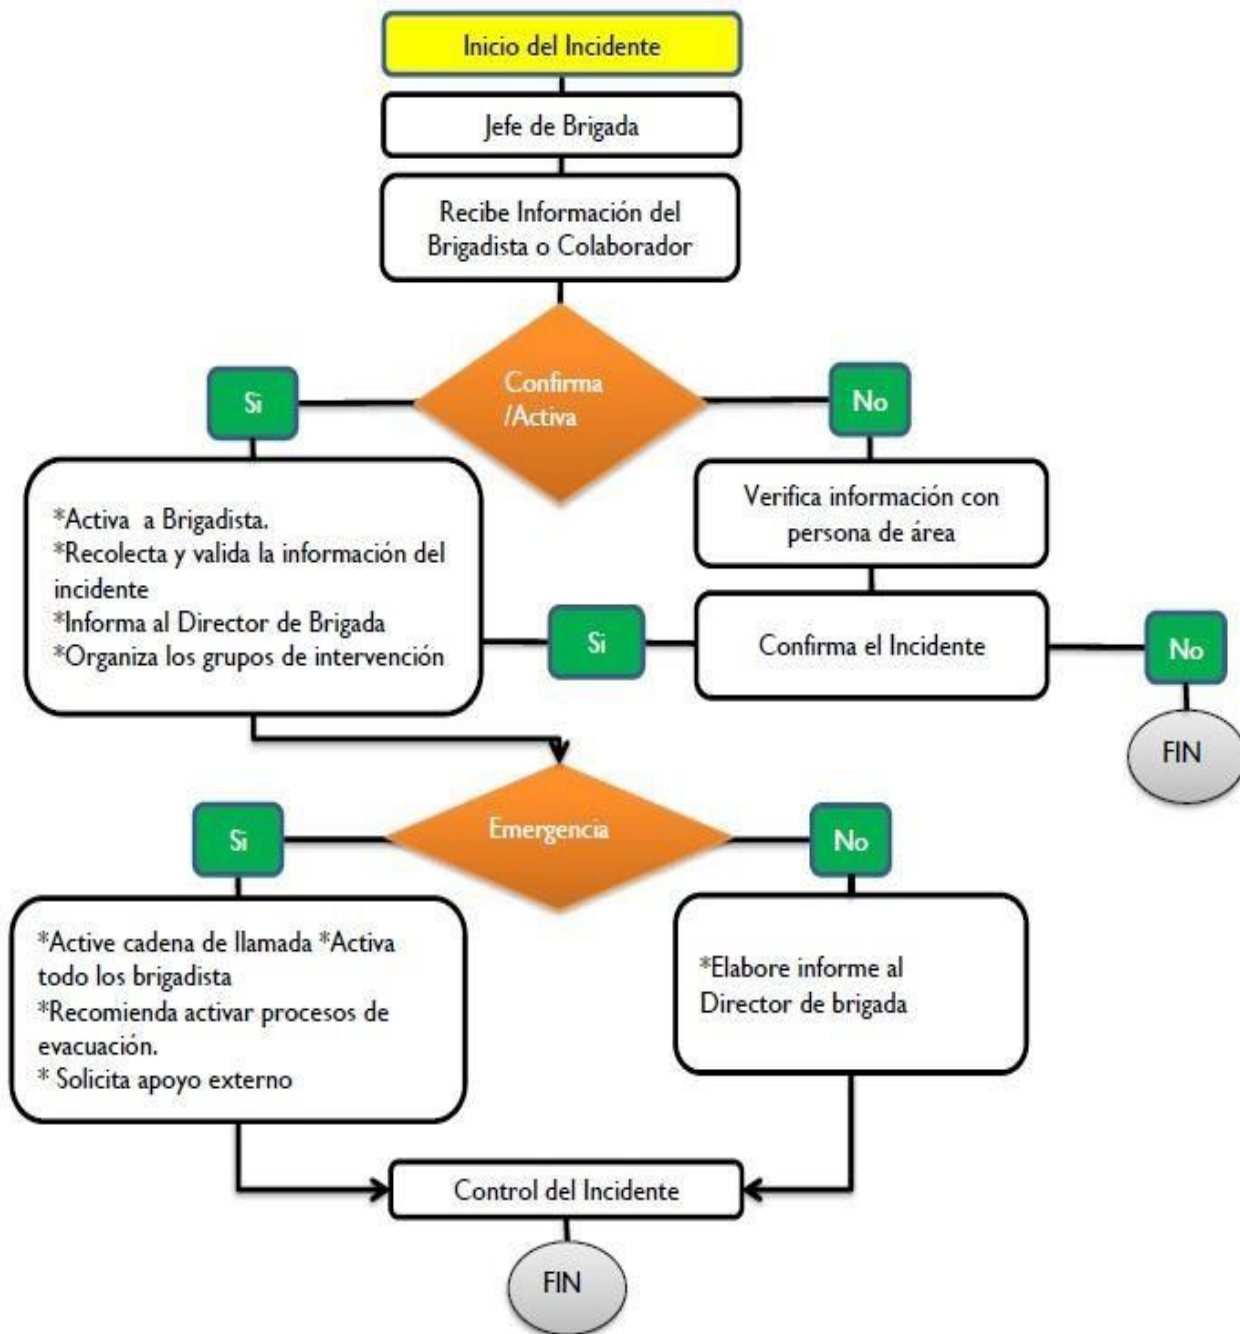 Inicio del Incidente
Jefe de Brigada
Recibe Información del
Brigadista o Colaborador
Confirma
/Activa
Si
No
*Activa a Brigadista.
*Recolecta y valida la información del
incidente
*Informa al Director de Brigada
*Organiza los grupos de intervención
Verifica información con
persona de área
Si
Confirma el Incidente
No
FIN
Emergencia
Si
No
*Active cadena de llamada *Activa
todo los brigadista
*Recomienda activar procesos de
evacuación.
* Solicita apoyo externo
*Elabore informe al
Director de brigada
Control del Incidente
FIN